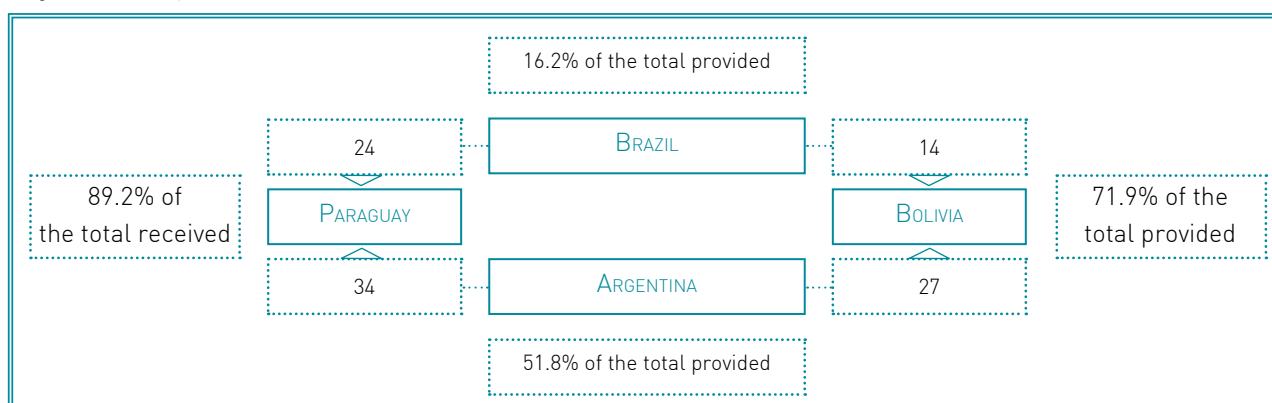 16.2% of the total provided
24
BRAZIL
14
89.2% of
the total received
PARAGUAY
BOLIVIA
71.9% of the
total provided
34
ARGENTINA
27
51.8% of the total provided